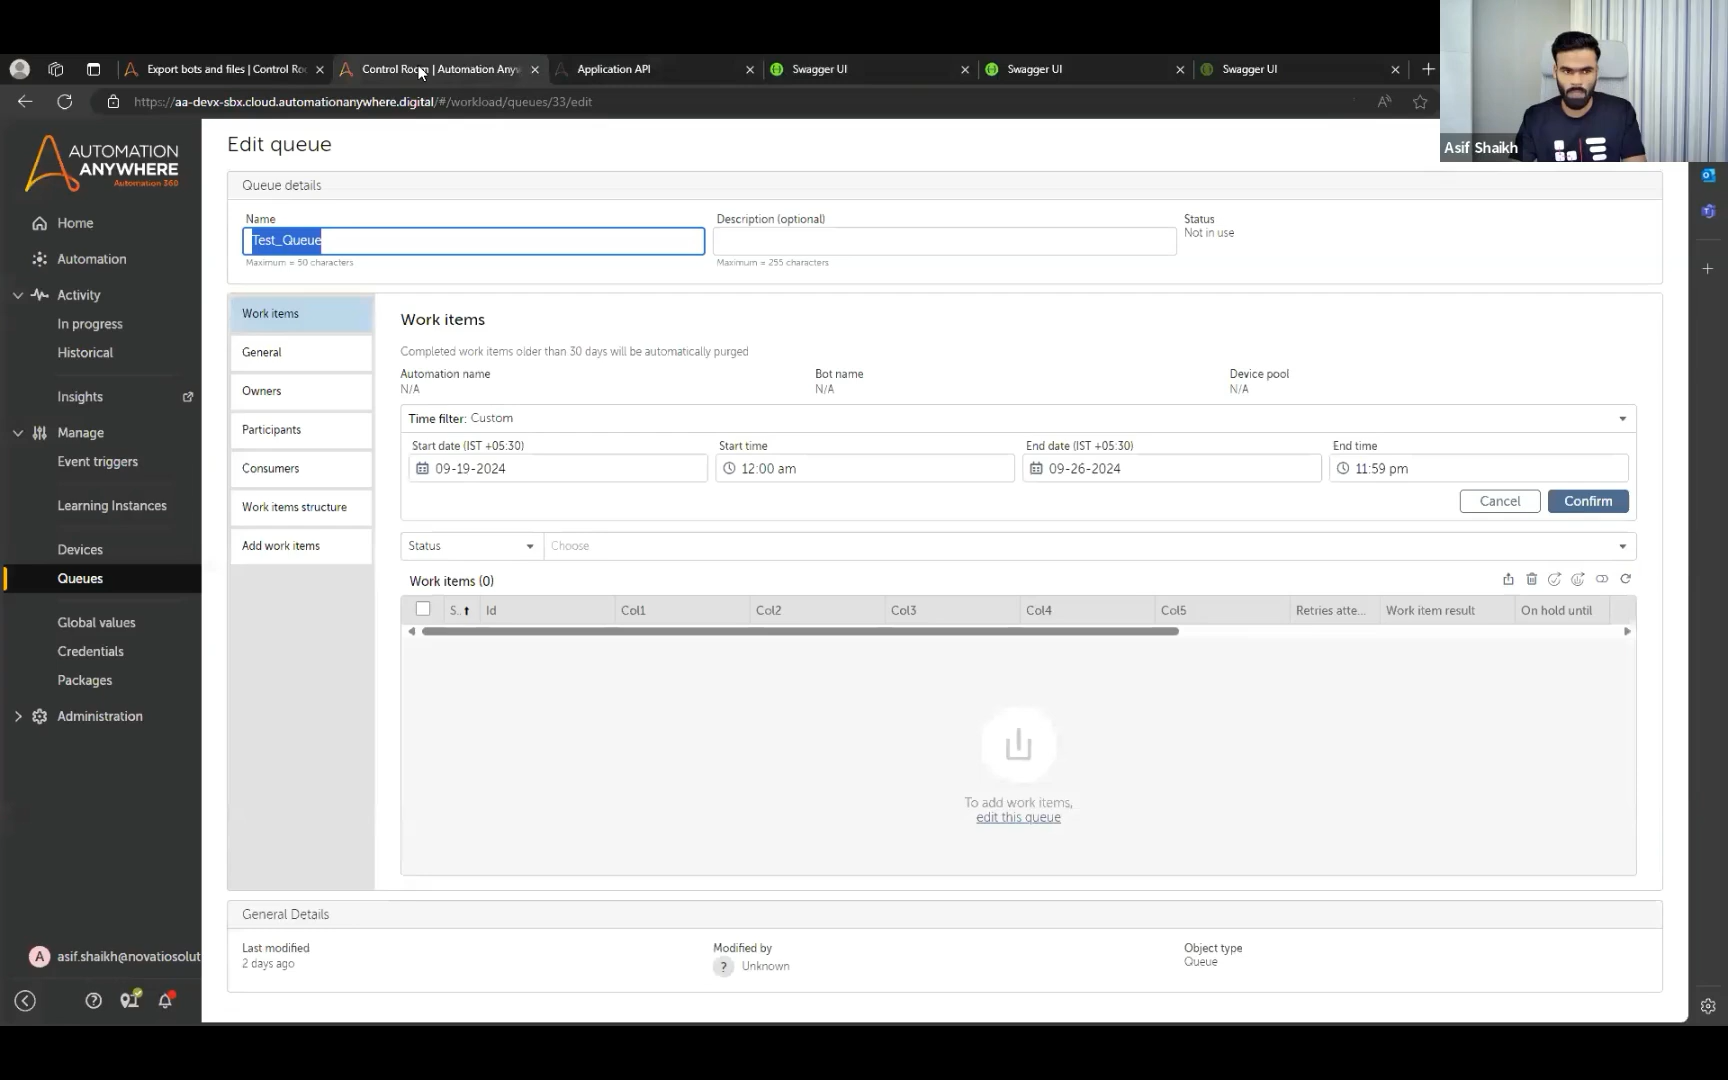 Export bots and files | Control Ro
Control Room | Automation Anyw
Application API
Swagger UI
Swagger UI
Swagger UI
https://aa-devx-sbx.cloud.automationanywhere.digital/#/workload/queues/33/edit
Asif Shaikh
AUTOMATION
ANYWHERE
Automation 360
Home
Automation
Activity
In progress
Historical
Insights
Manage
Event triggers
Learning Instances
Devices
Queues
Global values
Credentials
Packages
Administration
A asif.shaikh@novatiosolut
Edit queue
Queue details
Name
Description (optional)
Status
Test_Queue
Not in use
Maximum = 50 characters
Maximum = 255 characters
Work items
General
Owners
Participants
Consumers
Work items structure
Add work items
Work items
Completed work items older than 30 days will be automatically purged
Automation name
Bot name
Device pool
N/A
N/A
N/A
Time filter: Custom
Start date (IST +05:30)
Start time
End date (IST +05:30)
End time
09-19-2024
12:00 am
09-26-2024
11:59 pm
Cancel
Confirm
Status
Choose
Work items (0)
S..
Id
Col1
Col2
Col3
Col4
Col5
Retries atte...
Work item result
On hold until
To add work items,
edit this queue
General Details
Last modified
Modified by
Object type
2 days ago
? Unknown
Queue